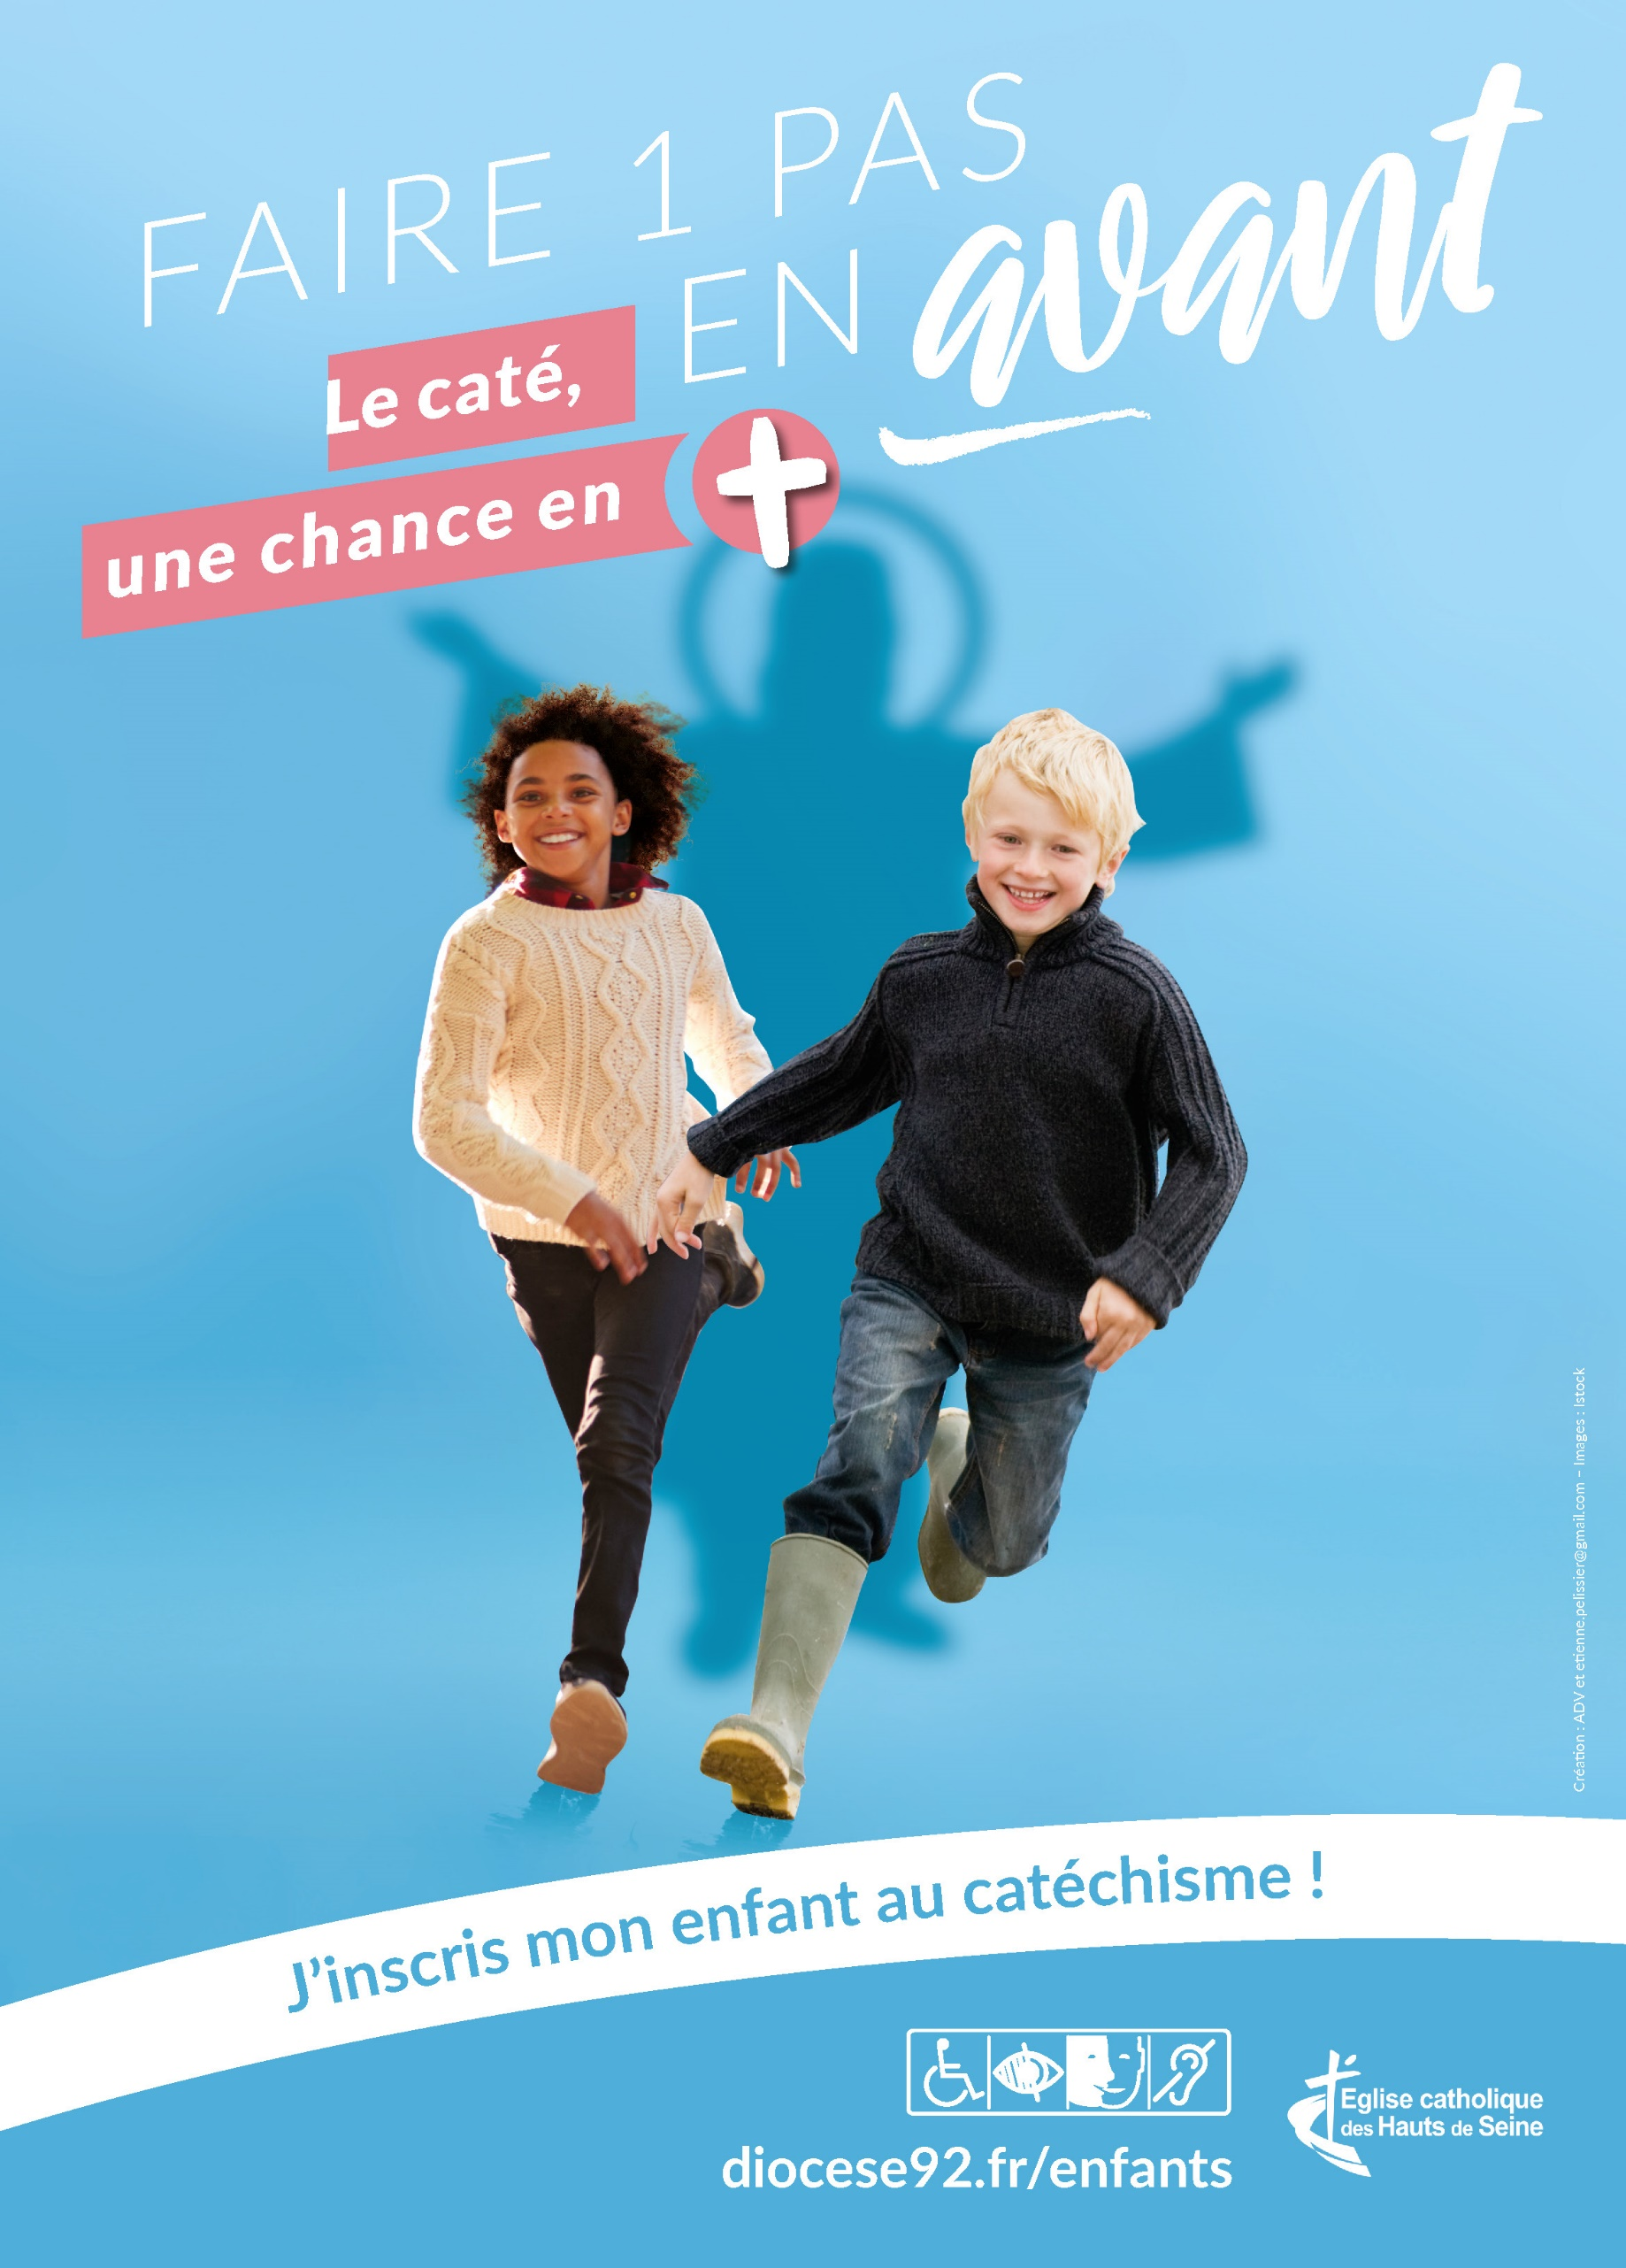 FAIRE 1 PAS
EN avant
Le caté,
une chance en +
Création : ADV et etienne.pelissier@gmail.com – Images : Istock
J'inscris mon enfant au catéchisme !
Eglise catholique
des Hauts de Seine
diocese92.fr/enfants